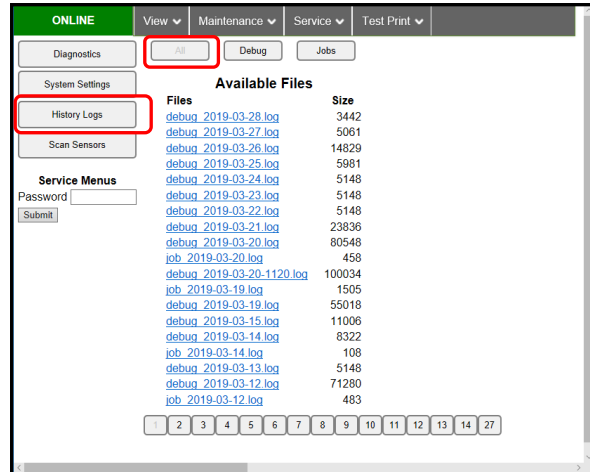 ONLINE View Maintenance Service Test Print
Diagnostics All Debug Jobs
System Settings
History Logs
Scan Sensors
Service Menus
Password
Submit
Available Files
Files Size
debug_2019-03-28.log 3442
debug_2019-03-27.log 5061
debug_2019-03-26.log 14829
debug_2019-03-25.log 5981
debug_2019-03-24.log 5148
debug_2019-03-23.log 5148
debug_2019-03-22.log 5148
debug_2019-03-21.log 23836
debug_2019-03-20.log 80548
job_2019-03-20.log 458
debug_2019-03-20-1120.log 100034
job_2019-03-19.log 1505
debug_2019-03-19.log 55018
debug_2019-03-15.log 11006
debug_2019-03-14.log 8322
job_2019-03-14.log 108
debug_2019-03-13.log 5148
debug_2019-03-12.log 71280
job_2019-03-12.log 483
1 2 3 4 5 6 7 8 9 10 11 12 13 14 27